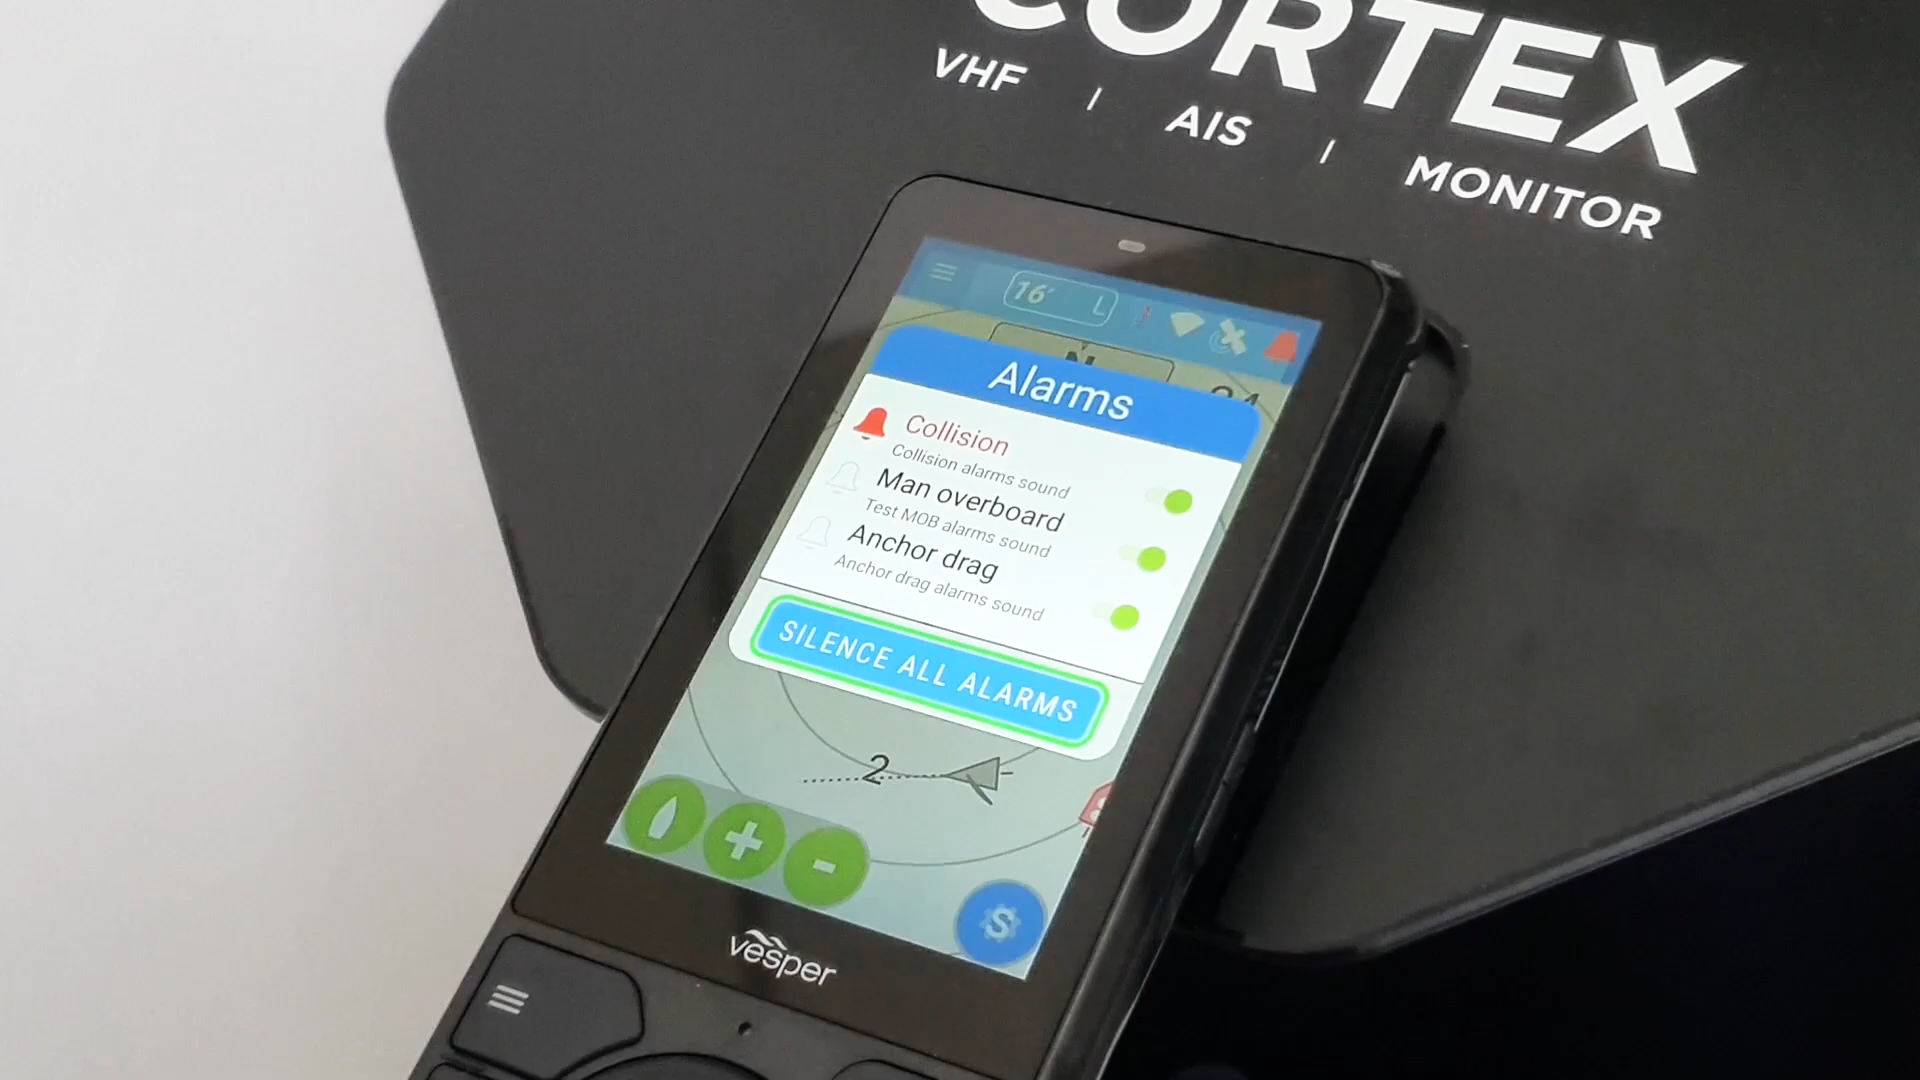 CORTEX
VHF | AIS | MONITOR
16 L
N
24
Alarms
Collision
Collision alarms sound
Man overboard
Test MOB alarms sound
Anchor drag
Anchor drag alarms sound
SILENCE ALL ALARMS
2
+
-
S
vesper